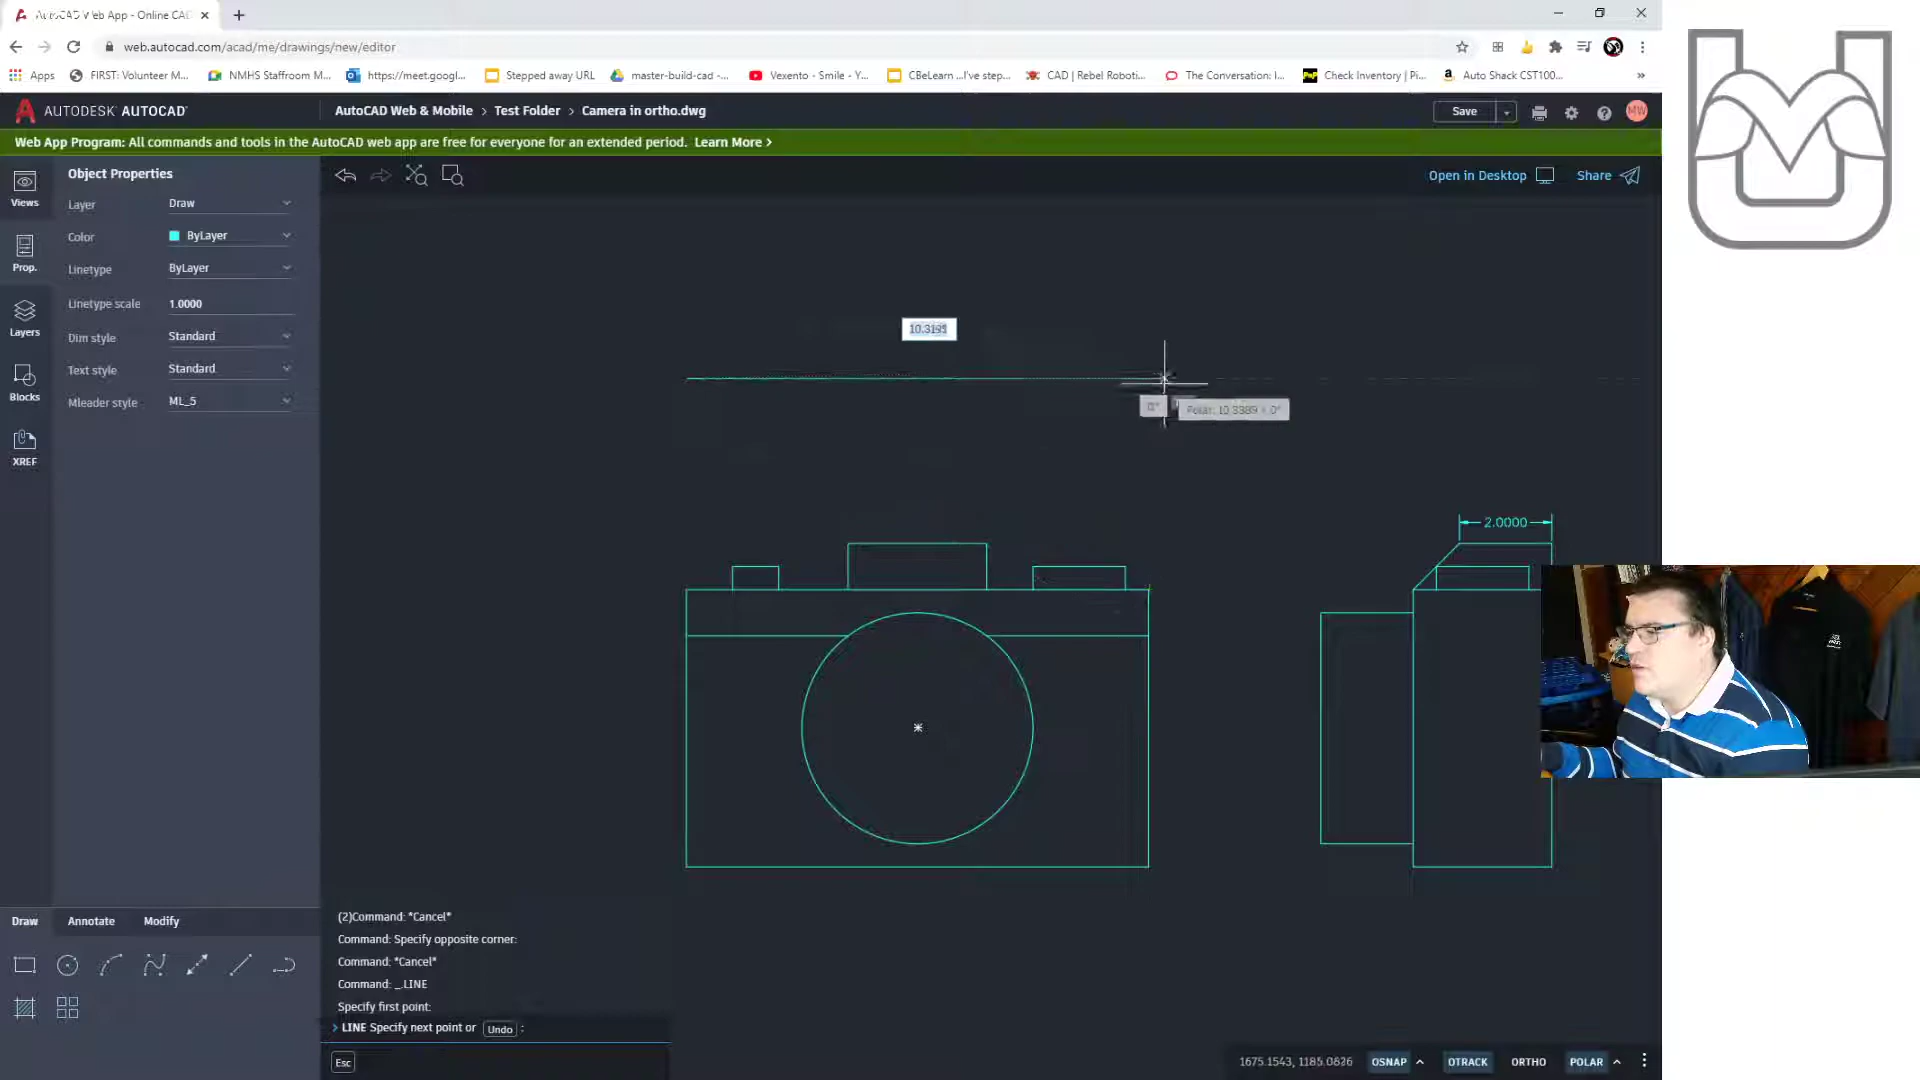 AutoCAD Web App - Online CAD
web.autocad.com/acad/me/drawings/new/editor
Apps
FIRST: Volunteer M...
NMHS Staffroom M...
https://meet.googl...
Stepped away URL
master-build-cad -...
Vexento - Smile - Y...
CBeLearn ...I've step...
CAD | Rebel Roboti...
The Conversation: I...
Check Inventory | Pi...
Auto Shack CST100...
AUTODESK AUTOCAD
AutoCAD Web & Mobile > Test Folder > Camera in ortho.dwg
Save
MW
Web App Program: All commands and tools in the AutoCAD web app are free for everyone for an extended period. Learn More >
Views
Prop.
Layers
Blocks
XREF
Object Properties
Layer Draw
Color ByLayer
Linetype ByLayer
Linetype scale 1.0000
Dim style Standard
Text style Standard
Mleader style ML_5
Open in Desktop
Share
Polar: 10.3389 < 0°
2.0000
Draw Annotate Modify
(2)Command: *Cancel*
Command: Specify opposite corner:
Command: *Cancel*
Command: _.LINE
Specify first point:
> LINE Specify next point or Undo :
Esc
1675.1543, 1185.0826 OSNAP OTRACK ORTHO POLAR